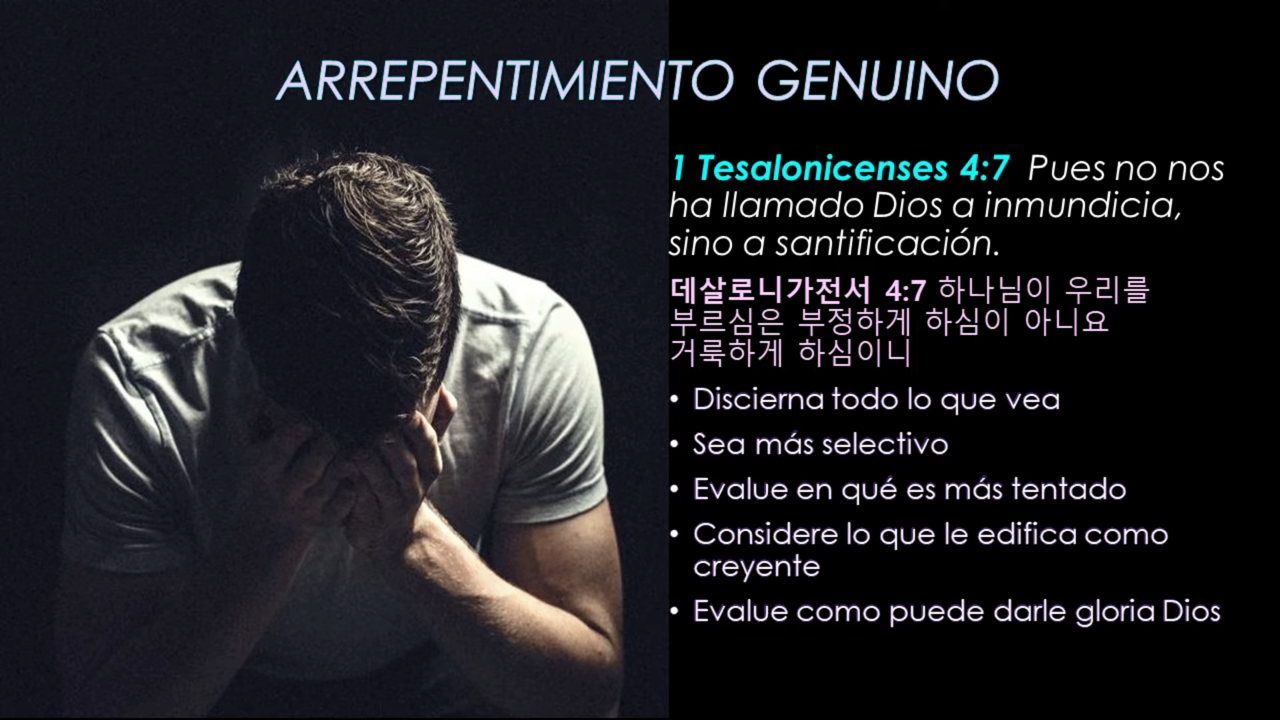 ARREPENTIMIENTO GENUINO
1 Tesalonicenses 4:7 Pues no nos
ha llamado Dios a inmundicia,
sino a santificación.
데살로니가전서 4:7 하나님이 우리를
부르심은 부정하게 하심이 아니요
거룩하게 하심이니
• Discierna todo lo que vea
• Sea más selectivo
• Evalue en qué es más tentado
• Considere lo que le edifica como
creyente
• Evalue como puede darle gloria Dios